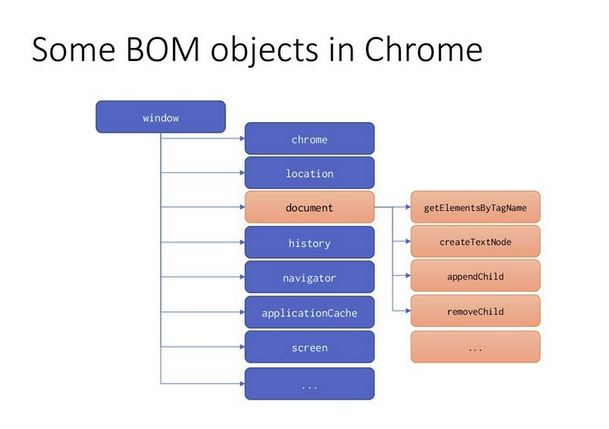 Some BOM objects in Chrome
window
chrome
location
document
history
navigator
applicationCache
screen
...
getElementsByTagName
createTextNode
appendChild
removeChild
...